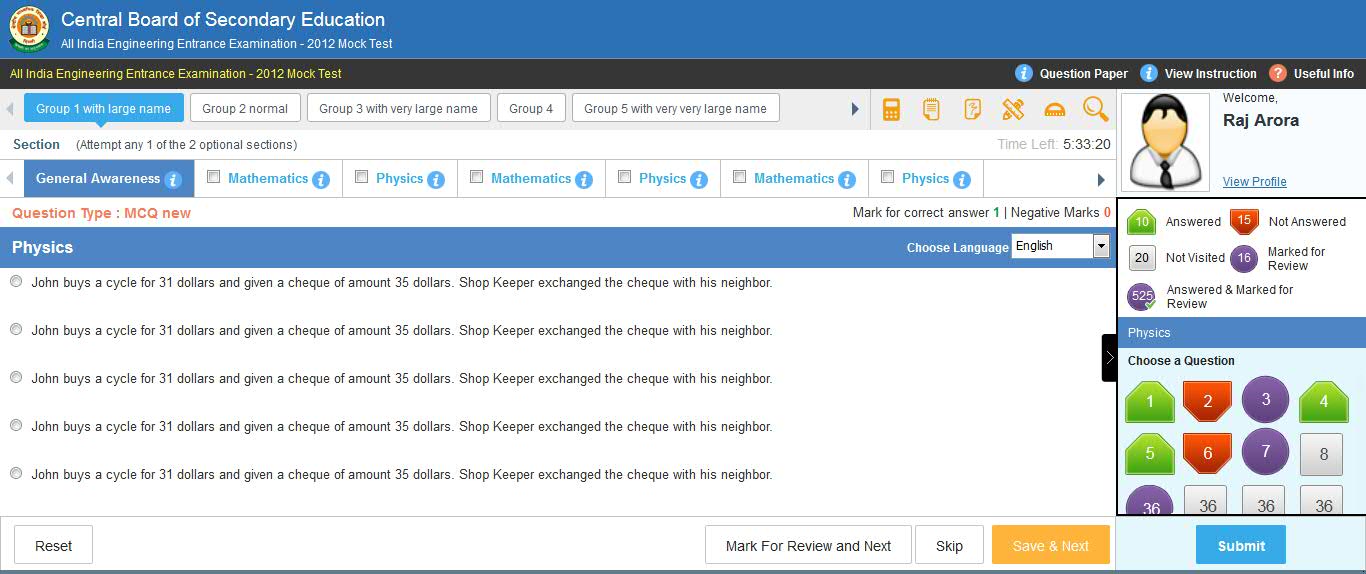 Central Board of Secondary Education
All India Engineering Entrance Examination - 2012 Mock Test
All India Engineering Entrance Examination - 2012 Mock Test
Question Paper View Instruction Useful Info
Group 1 with large name Group 2 normal Group 3 with very large name Group 4 Group 5 with very very large name
Welcome,
Raj Arora
View Profile
Section (Attempt any 1 of the 2 optional sections) Time Left: 5:33:20
General Awareness Mathematics Physics Mathematics Physics Mathematics Physics
Question Type : MCQ new Mark for correct answer 1 | Negative Marks 0
Physics Choose Language English
John buys a cycle for 31 dollars and given a cheque of amount 35 dollars. Shop Keeper exchanged the cheque with his neighbor.
John buys a cycle for 31 dollars and given a cheque of amount 35 dollars. Shop Keeper exchanged the cheque with his neighbor.
John buys a cycle for 31 dollars and given a cheque of amount 35 dollars. Shop Keeper exchanged the cheque with his neighbor.
John buys a cycle for 31 dollars and given a cheque of amount 35 dollars. Shop Keeper exchanged the cheque with his neighbor.
John buys a cycle for 31 dollars and given a cheque of amount 35 dollars. Shop Keeper exchanged the cheque with his neighbor.
10 Answered 15 Not Answered
20 Not Visited 16 Marked for
Review
525 Answered & Marked for
Review
Physics
Choose a Question
1 2 3 4
5 6 7 8
36 36 36 36
Reset Mark For Review and Next Skip Save & Next Submit